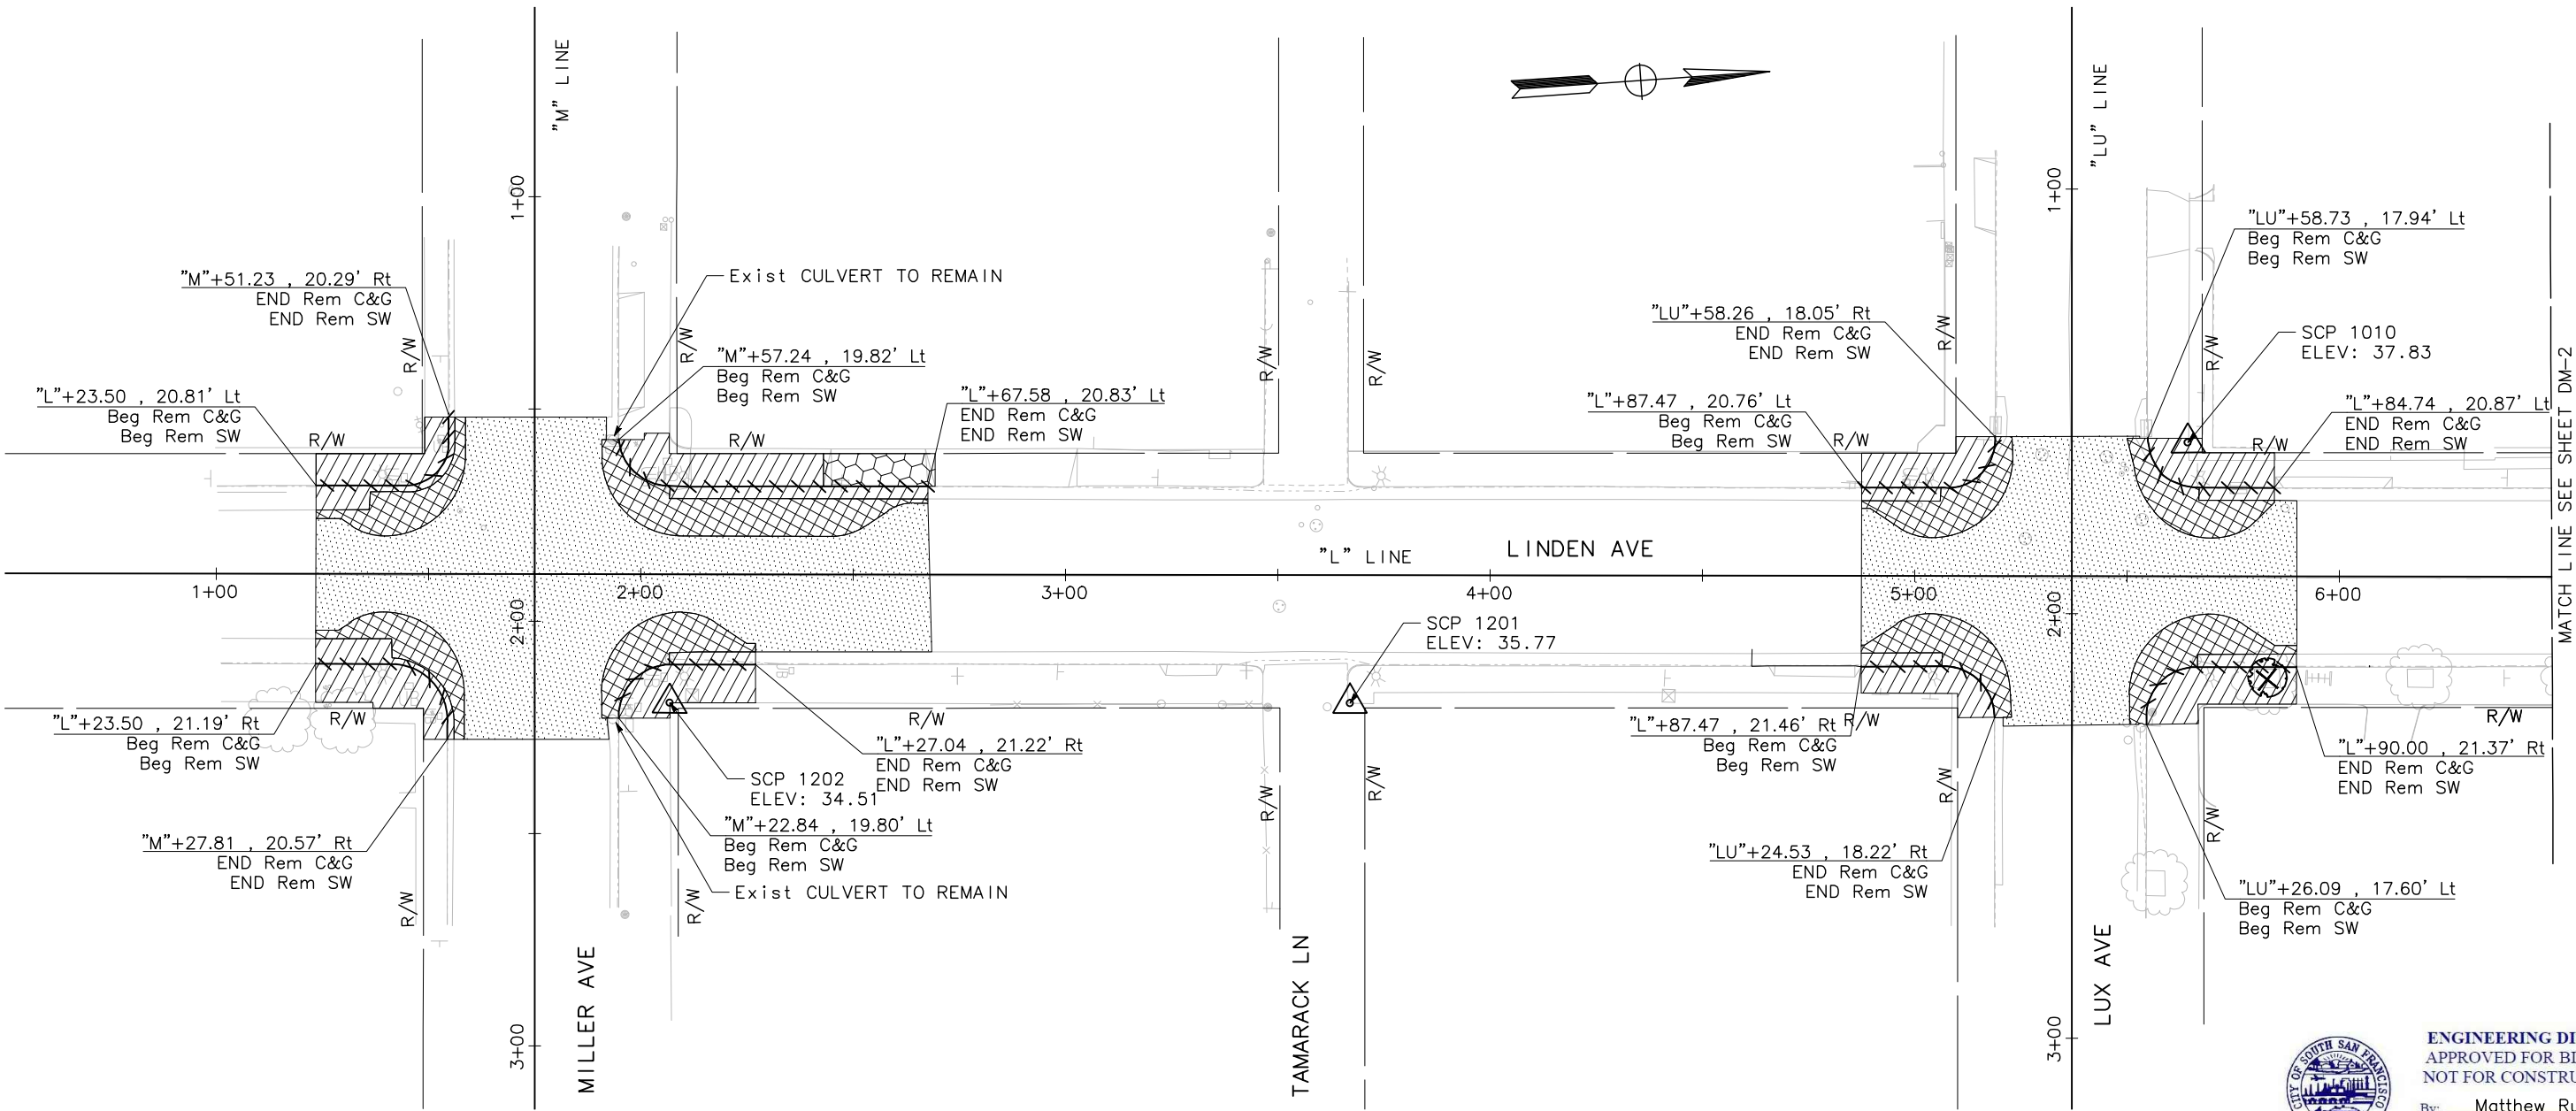 "M" LINE
"LU" LINE
1+00
1+00
"LU"+58.73 , 17.94' Lt
Beg Rem C&G
Beg Rem SW
"M"+51.23 , 20.29' Rt
END Rem C&G
END Rem SW
Exist CULVERT TO REMAIN
"LU"+58.26 , 18.05' Rt
END Rem C&G
END Rem SW
SCP 1010
ELEV: 37.83
R/W
R/W
R/W
R/W
R/W
R/W
"M"+57.24 , 19.82' Lt
Beg Rem C&G
Beg Rem SW
"L"+23.50 , 20.81' Lt
Beg Rem C&G
Beg Rem SW
"L"+67.58 , 20.83' Lt
END Rem C&G
END Rem SW
"L"+87.47 , 20.76' Lt
Beg Rem C&G
Beg Rem SW
"L"+84.74 , 20.87' Lt
END Rem C&G
END Rem SW
R/W
R/W
R/W
R/W
MATCH LINE SEE SHEET DM-2
"L" LINE
LINDEN AVE
1+00
2+00
3+00
4+00
5+00
6+00
2+00
2+00
SCP 1201
ELEV: 35.77
"L"+23.50 , 21.19' Rt
Beg Rem C&G
Beg Rem SW
R/W
R/W
R/W
R/W
"L"+27.04 , 21.22' Rt
END Rem C&G
END Rem SW
SCP 1202
ELEV: 34.51
"L"+87.47 , 21.46' Rt
Beg Rem C&G
Beg Rem SW
"L"+90.00 , 21.37' Rt
END Rem C&G
END Rem SW
"M"+27.81 , 20.57' Rt
END Rem C&G
END Rem SW
"M"+22.84 , 19.80' Lt
Beg Rem C&G
Beg Rem SW
Exist CULVERT TO REMAIN
"LU"+24.53 , 18.22' Rt
END Rem C&G
END Rem SW
"LU"+26.09 , 17.60' Lt
Beg Rem C&G
Beg Rem SW
R/W
R/W
R/W
R/W
R/W
R/W
MILLER AVE
TAMARACK LN
LUX AVE
3+00
3+00
CITY OF SOUTH SAN FRANCISCO
ENGINEERING DI
APPROVED FOR BI
NOT FOR CONSTRU
By: Matthew Ru